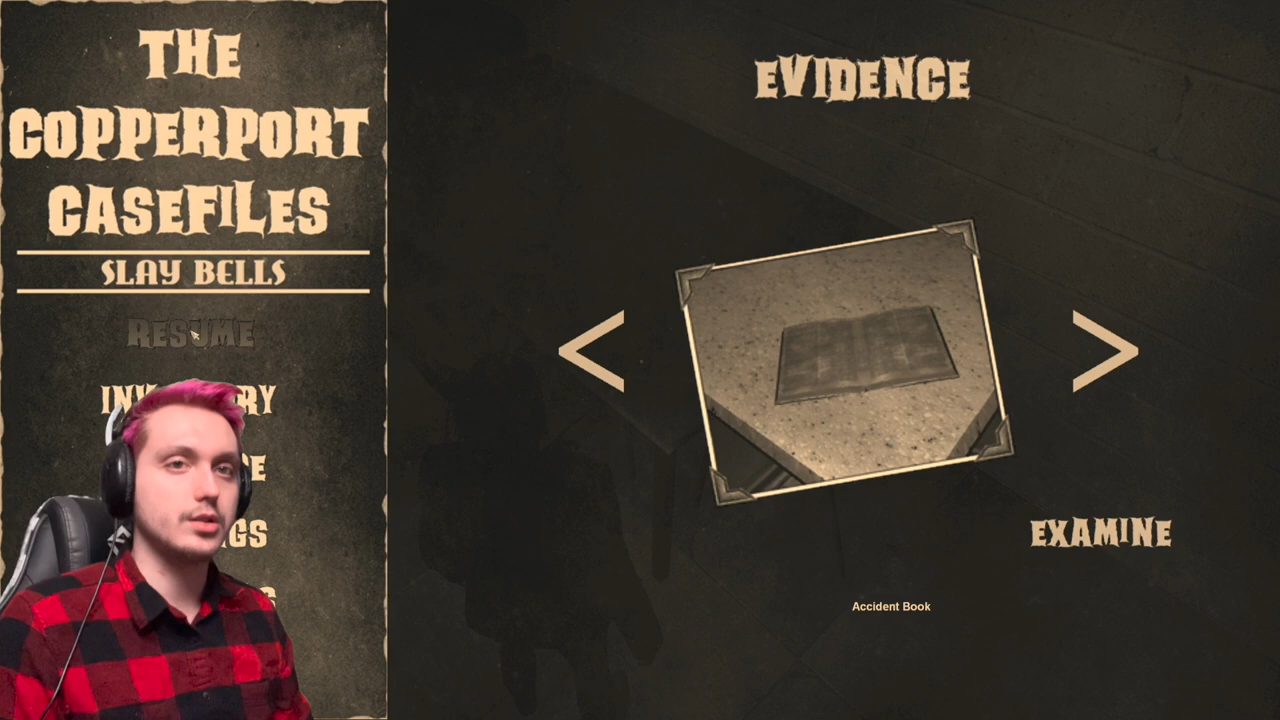 THE
COPPERPORT
CASEFILES
SLAY BELLS
RESUME
EVIDENCE
<
>
EXAMINE
Accident Book